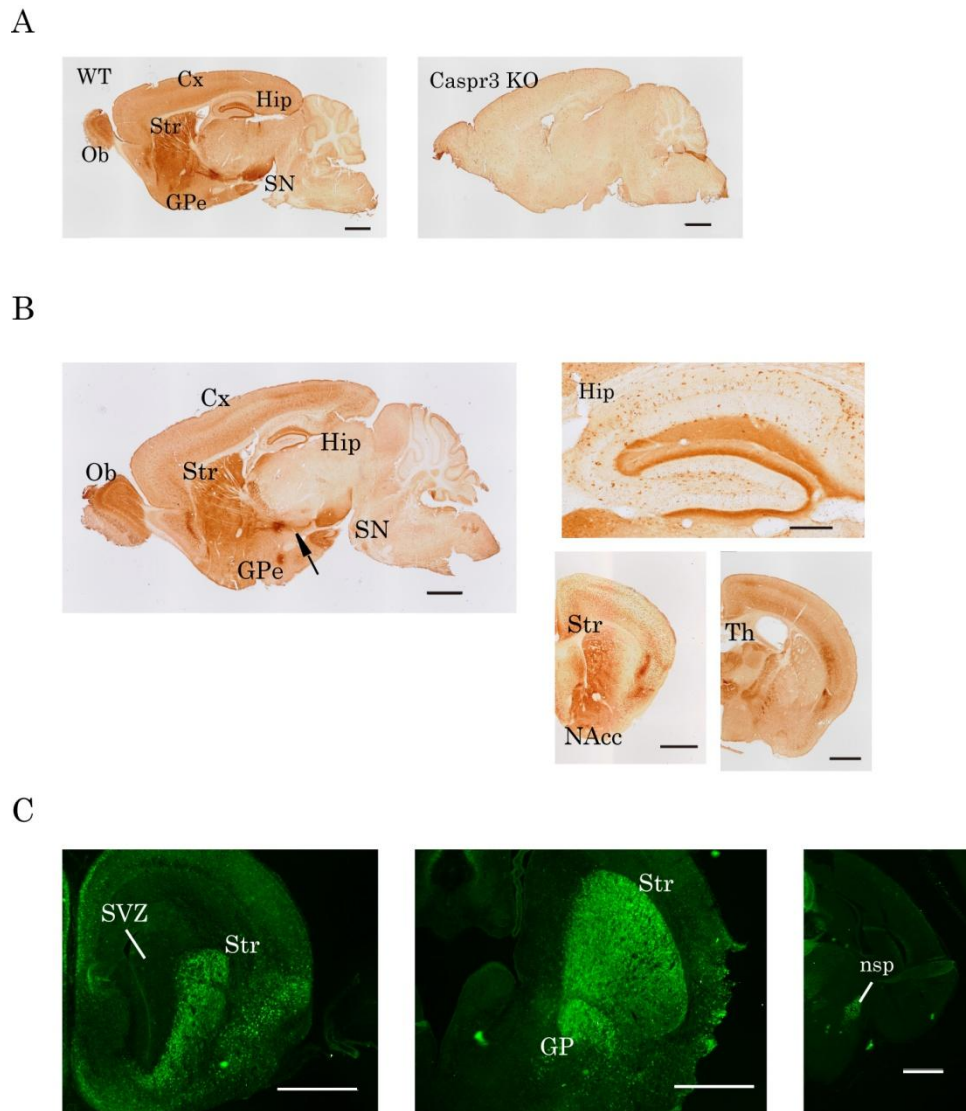 A
WT
Cx
Hip
Str
Ob
SN
GPe
Caspr3 KO
B
Cx
Ob
Str
Hip
SN
GPe
Hip
Str
NAcc
Th
C
SVZ
Str
Str
GP
nsp